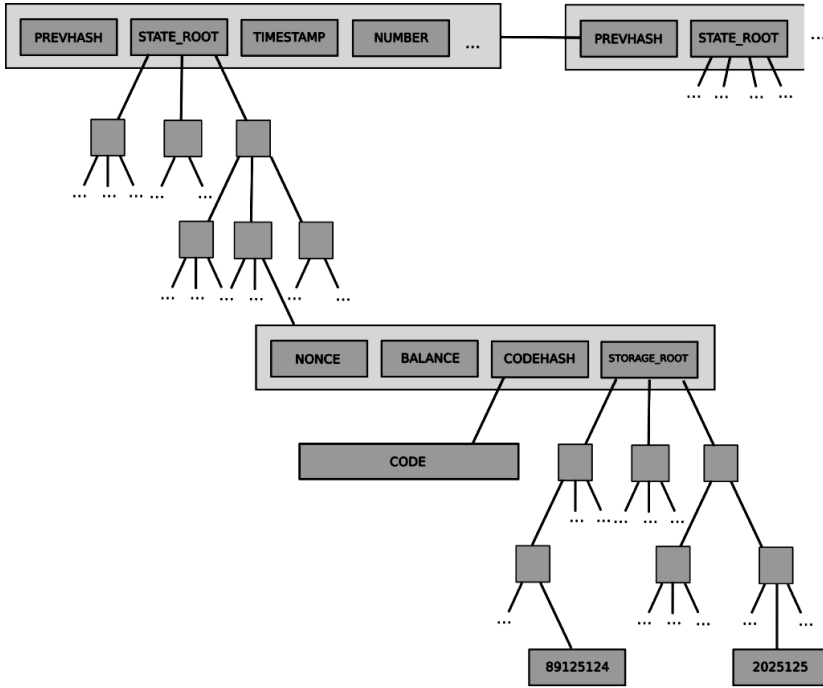 PREVHASH STATE_ROOT TIMESTAMP NUMBER ... PREVHASH STATE_ROOT ...
... ... ... ...
... ... ... ... ...
... ... ... ... ...
NONCE BALANCE CODEHASH STORAGE_ROOT
CODE
... ... ... ... ...
... ... ... ... ... ...
89125124 2025125